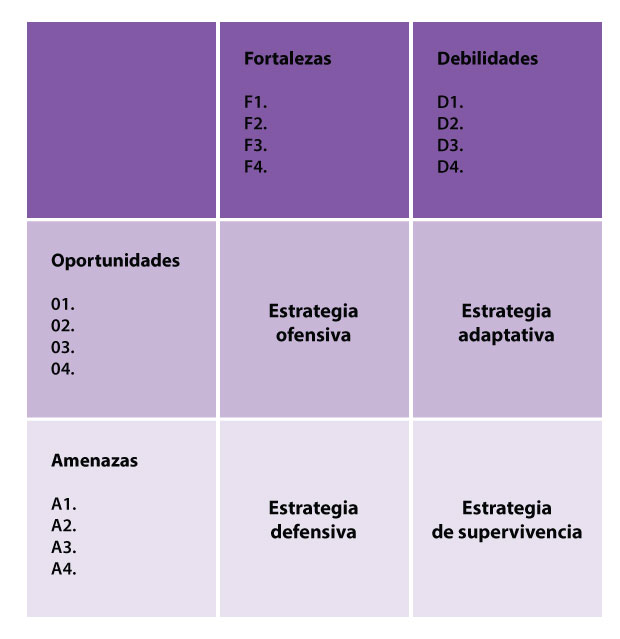 Fortalezas
F1.
F2.
F3.
F4.
Debilidades
D1.
D2.
D3.
D4.
Oportunidades
01.
02.
03.
04.
Estrategia
ofensiva
Estrategia
adaptativa
Amenazas
A1.
A2.
A3.
A4.
Estrategia
defensiva
Estrategia
de supervivencia